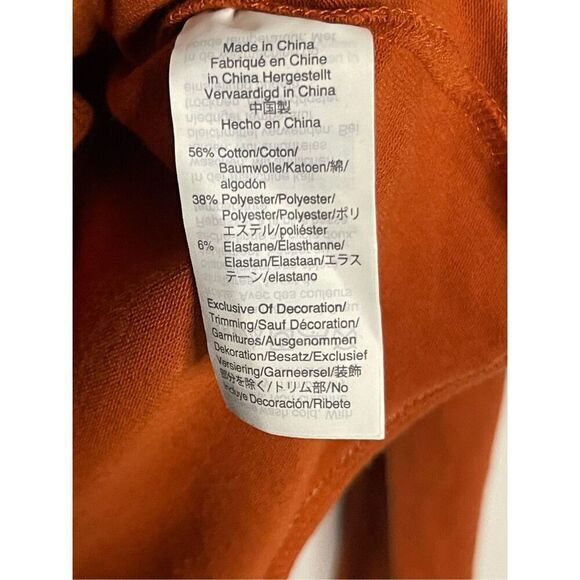 Made in China
Fabriqué en Chine
in China Hergestellt
Vervaardigd in China
中国製
Hecho en China
56% Cotton/Coton/
Baumwolle/Katoen/綿/
algodón
38% Polyester/Polyester/
Polyester/Polyester/ポリ
エステル/poliéster
6% Elastane/Élasthanne/
Elastan/Elastaan/エラス
テーン/elastano
Exclusive Of Decoration/
Trimming/Sauf Décoration/
Garnitures/Ausgenommen
Dekoration/Besatz/Exclusief
Versiering/Garneersel/装飾
部分を除く/トリム部/No
Incluye Decoración/Ribete